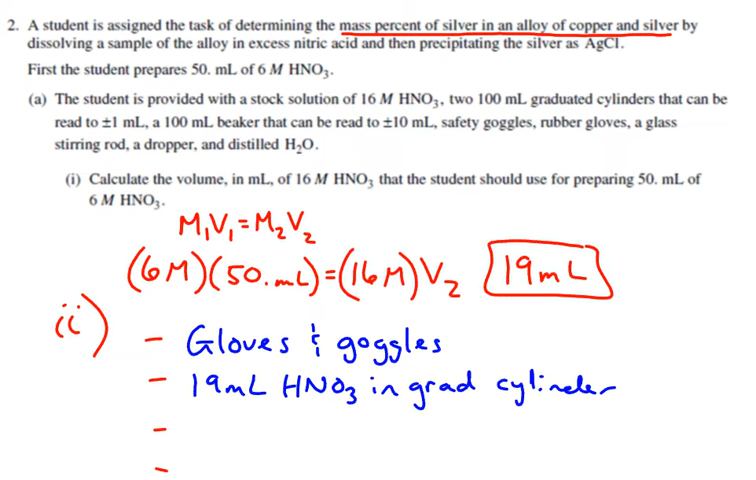 2. A student is assigned the task of determining the mass percent of silver in an alloy of copper and silver by
dissolving a sample of the alloy in excess nitric acid and then precipitating the silver as AgCl.
First the student prepares 50. mL of 6 M HNO₃.
(a) The student is provided with a stock solution of 16 M HNO₃, two 100 mL graduated cylinders that can be
read to ±1 mL, a 100 mL beaker that can be read to ±10 mL, safety goggles, rubber gloves, a glass
stirring rod, a dropper, and distilled H₂O.
(i) Calculate the volume, in mL, of 16 M HNO₃ that the student should use for preparing 50. mL of
6 M HNO₃.
M₁V₁=M₂V₂
(6M)(50.mL)=(16M)V₂ 19mL
ii)
- Gloves & goggles
- 19mL HNO₃ in grad cylinder
-
-